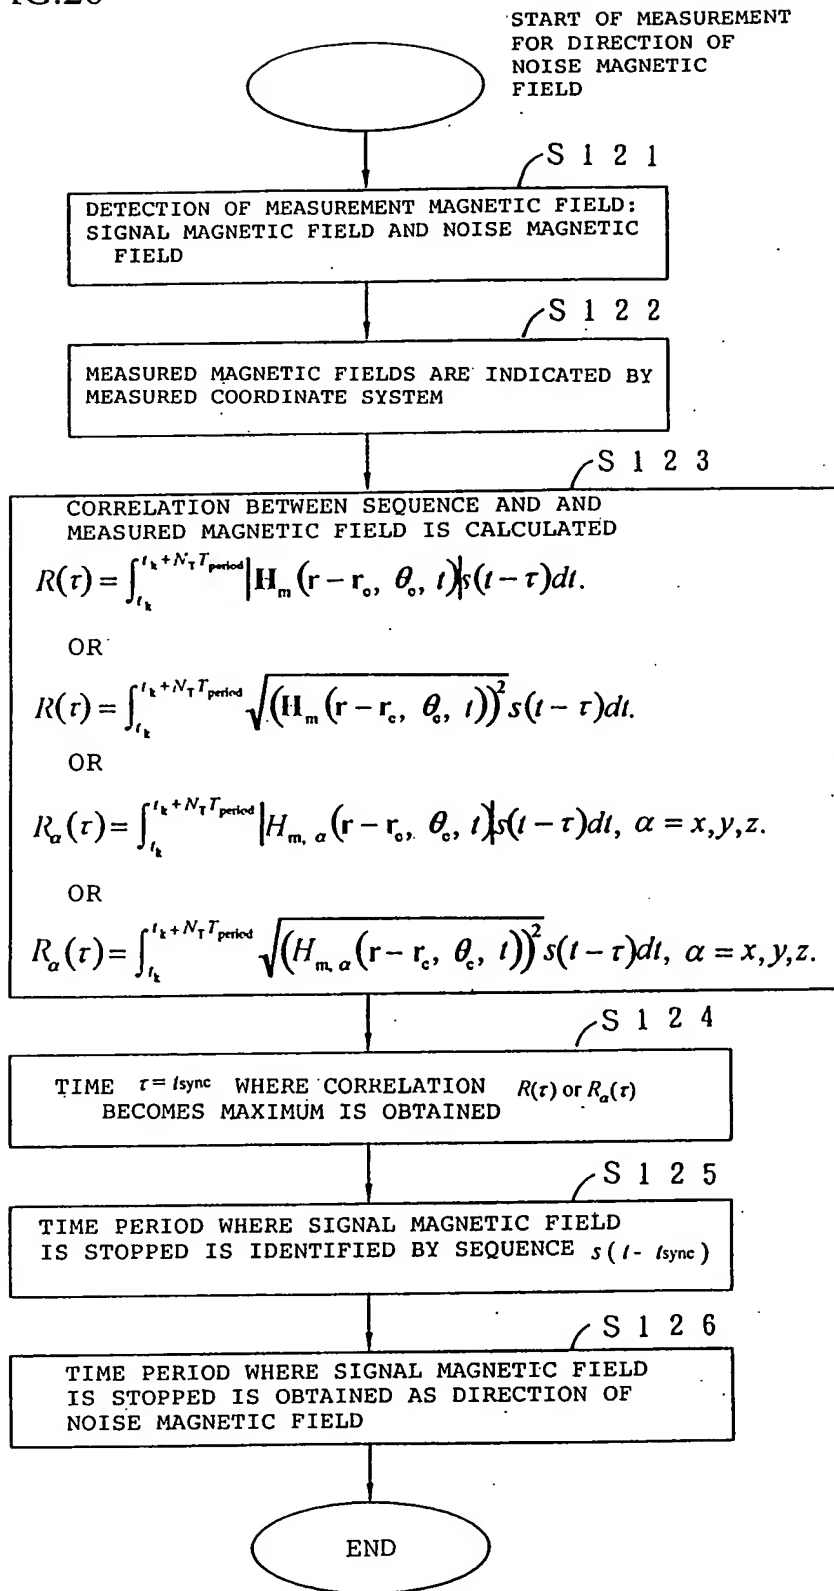 IG.20
START OF MEASUREMENT
FOR DIRECTION OF
NOISE MAGNETIC
FIELD
S 1 2 1
DETECTION OF MEASUREMENT MAGNETIC FIELD:
SIGNAL MAGNETIC FIELD AND NOISE MAGNETIC
FIELD
S 1 2 2
MEASURED MAGNETIC FIELDS ARE INDICATED BY
MEASURED COORDINATE SYSTEM
S 1 2 3
CORRELATION BETWEEN SEQUENCE AND AND
MEASURED MAGNETIC FIELD IS CALCULATED
R(τ) = ∫_{t_k}^{t_k + N_T T_period} |H_m (r − r_c, θ_c, t)| s(t − τ)dt.
OR
R(τ) = ∫_{t_k}^{t_k + N_T T_period} √((H_m (r − r_c, θ_c, t))²) s(t − τ)dt.
OR
R_α(τ) = ∫_{t_k}^{t_k + N_T T_period} |H_{m, α} (r − r_c, θ_c, t)| s(t − τ)dt, α = x,y,z.
OR
R_α(τ) = ∫_{t_k}^{t_k + N_T T_period} √((H_{m, α} (r − r_c, θ_c, t))²) s(t − τ)dt, α = x,y,z.
S 1 2 4
TIME τ = tsync WHERE CORRELATION R(τ) or R_α(τ)
BECOMES MAXIMUM IS OBTAINED
S 1 2 5
TIME PERIOD WHERE SIGNAL MAGNETIC FIELD
IS STOPPED IS IDENTIFIED BY SEQUENCE s(t - tsync)
S 1 2 6
TIME PERIOD WHERE SIGNAL MAGNETIC FIELD
IS STOPPED IS OBTAINED AS DIRECTION OF
NOISE MAGNETIC FIELD
END